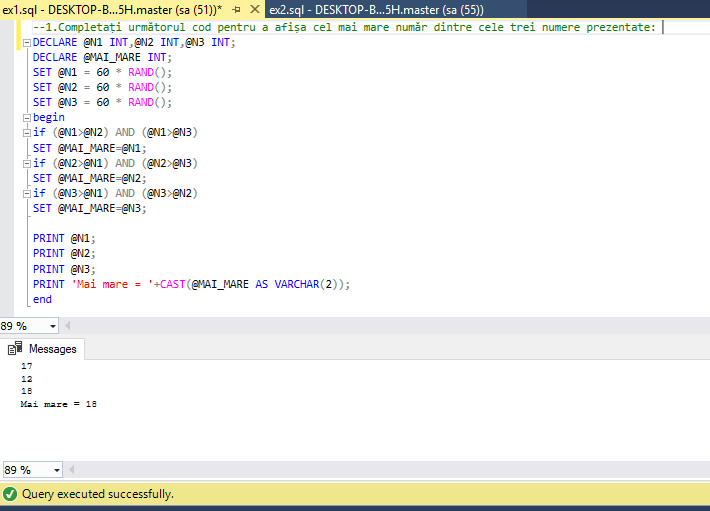 ex1.sql - DESKTOP-B...5H.master (sa (51))* ex2.sql - DESKTOP-B...5H.master (sa (55))
--1.Completați următorul cod pentru a afișa cel mai mare număr dintre cele trei numere prezentate:
DECLARE @N1 INT,@N2 INT,@N3 INT;
DECLARE @MAI_MARE INT;
SET @N1 = 60 * RAND();
SET @N2 = 60 * RAND();
SET @N3 = 60 * RAND();
begin
if (@N1>@N2) AND (@N1>@N3)
SET @MAI_MARE=@N1;
if (@N2>@N1) AND (@N2>@N3)
SET @MAI_MARE=@N2;
if (@N3>@N1) AND (@N3>@N2)
SET @MAI_MARE=@N3;
PRINT @N1;
PRINT @N2;
PRINT @N3;
PRINT 'Mai mare = '+CAST(@MAI_MARE AS VARCHAR(2));
end
89 %
Messages
17
12
18
Mai mare = 18
89 %
Query executed successfully.